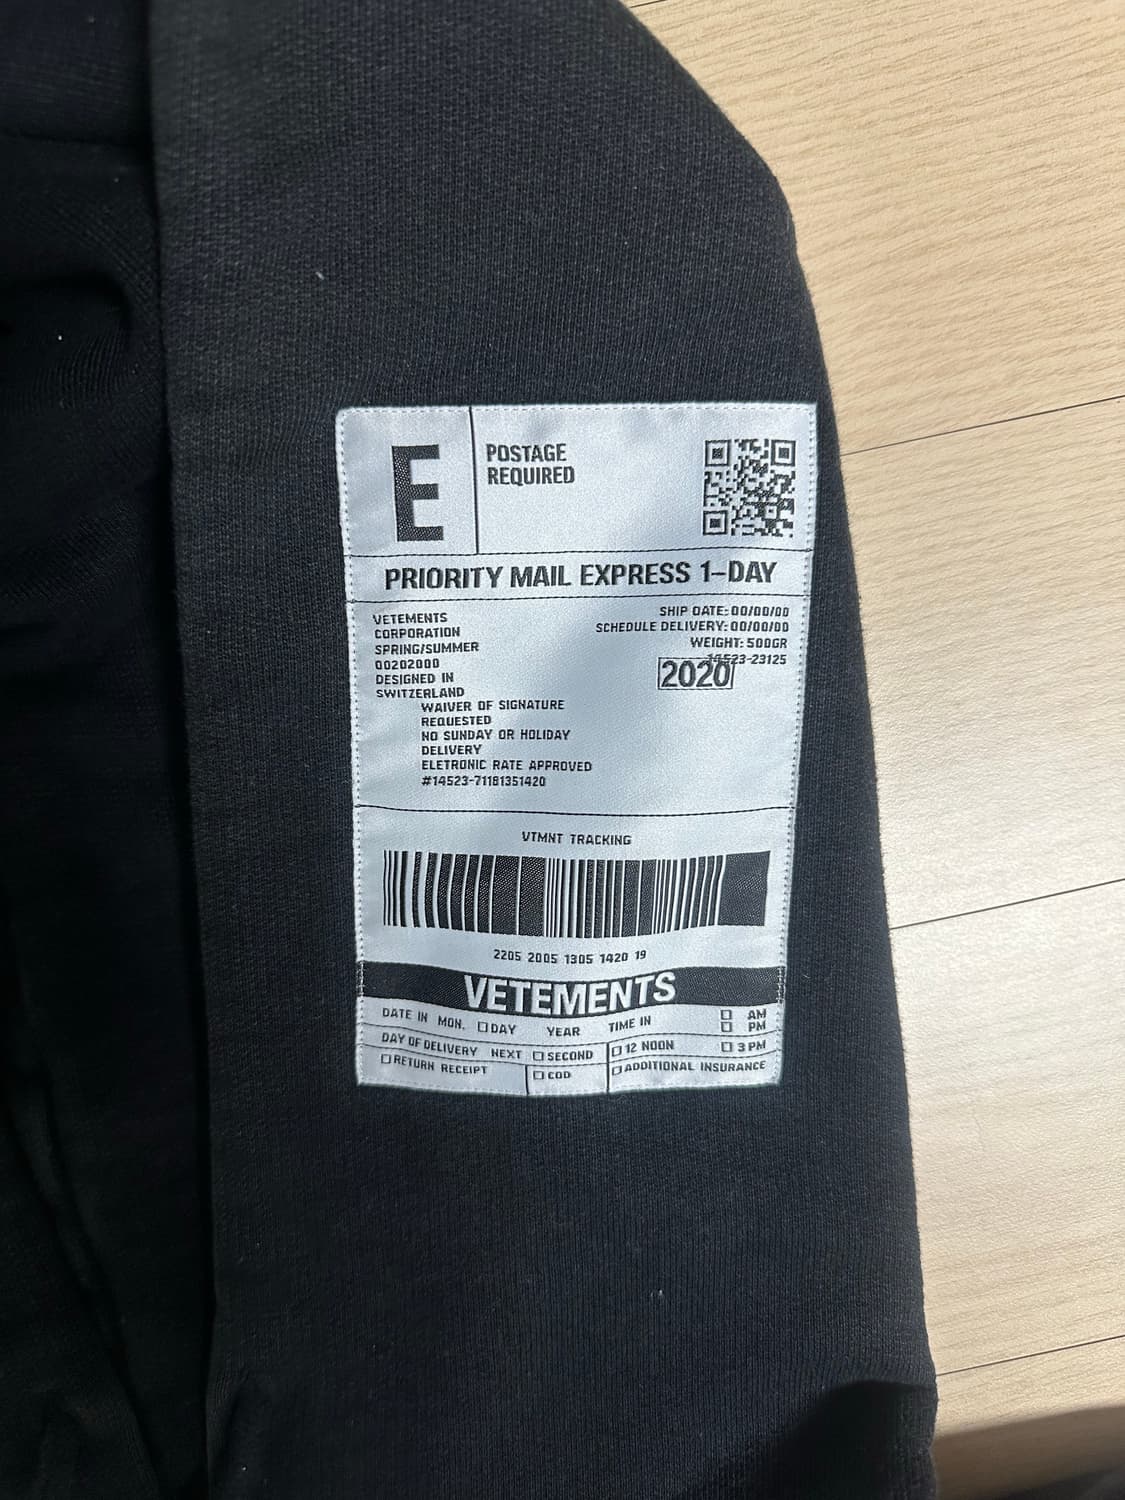 E
POSTAGE
REQUIRED
PRIORITY MAIL EXPRESS 1-DAY
VETEMENTS
CORPORATION
SPRING/SUMMER
00202000
DESIGNED IN
SWITZERLAND
SHIP DATE: 00/00/00
SCHEDULE DELIVERY: 00/00/00
WEIGHT: 500GR
14523-23125
2020
WAIVER OF SIGNATURE
REQUESTED
NO SUNDAY OR HOLIDAY
DELIVERY
ELETRONIC RATE APPROVED
#14523-71181351420
VTMNT TRACKING
2205 2005 1305 1420 19
VETEMENTS
DATE IN MON. DAY YEAR TIME IN AM
PM
DAY OF DELIVERY NEXT SECOND 12 NOON 3 PM
RETURN RECEIPT COD ADDITIONAL INSURANCE